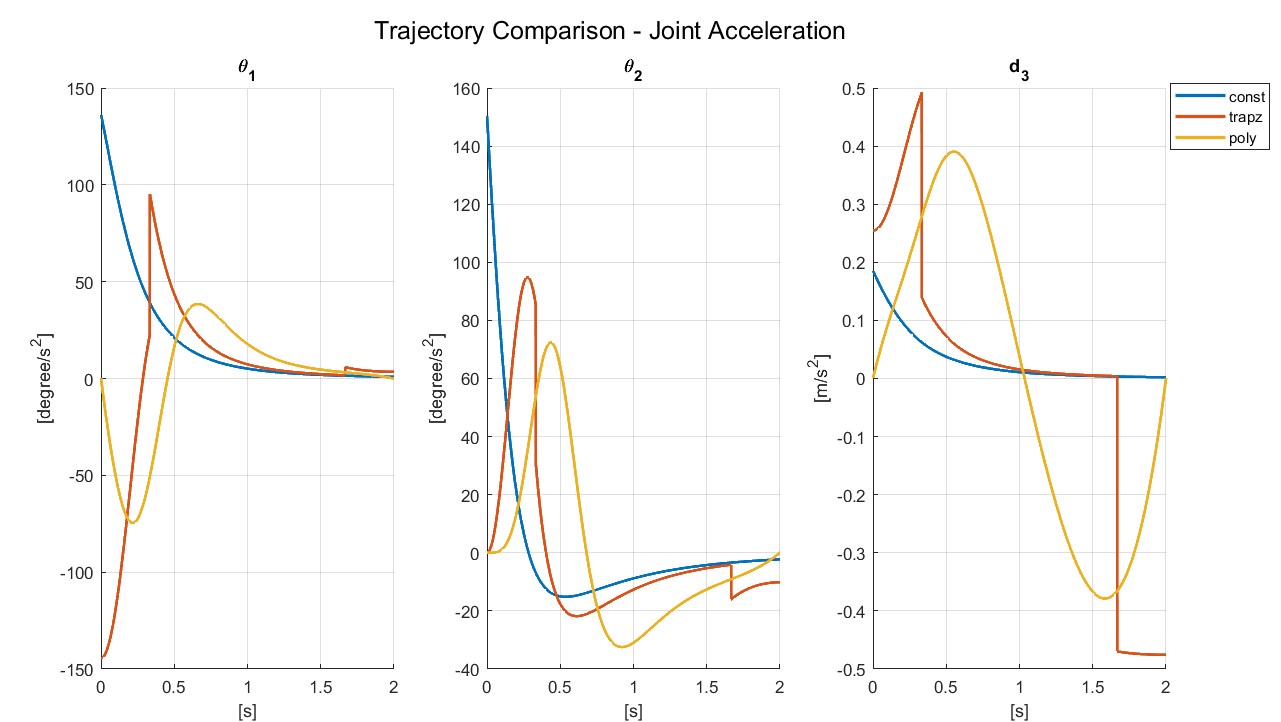 Trajectory Comparison - Joint Acceleration
θ1
150
100
50
0
-50
-100
-150
0 0.5 1 1.5 2
[s]
[degree/s2]
θ2
160
140
120
100
80
60
40
20
0
-20
-40
0 0.5 1 1.5 2
[s]
[degree/s2]
d3
0.5
0.4
0.3
0.2
0.1
0
-0.1
-0.2
-0.3
-0.4
-0.5
0 0.5 1 1.5 2
[s]
[m/s2]
const
trapz
poly